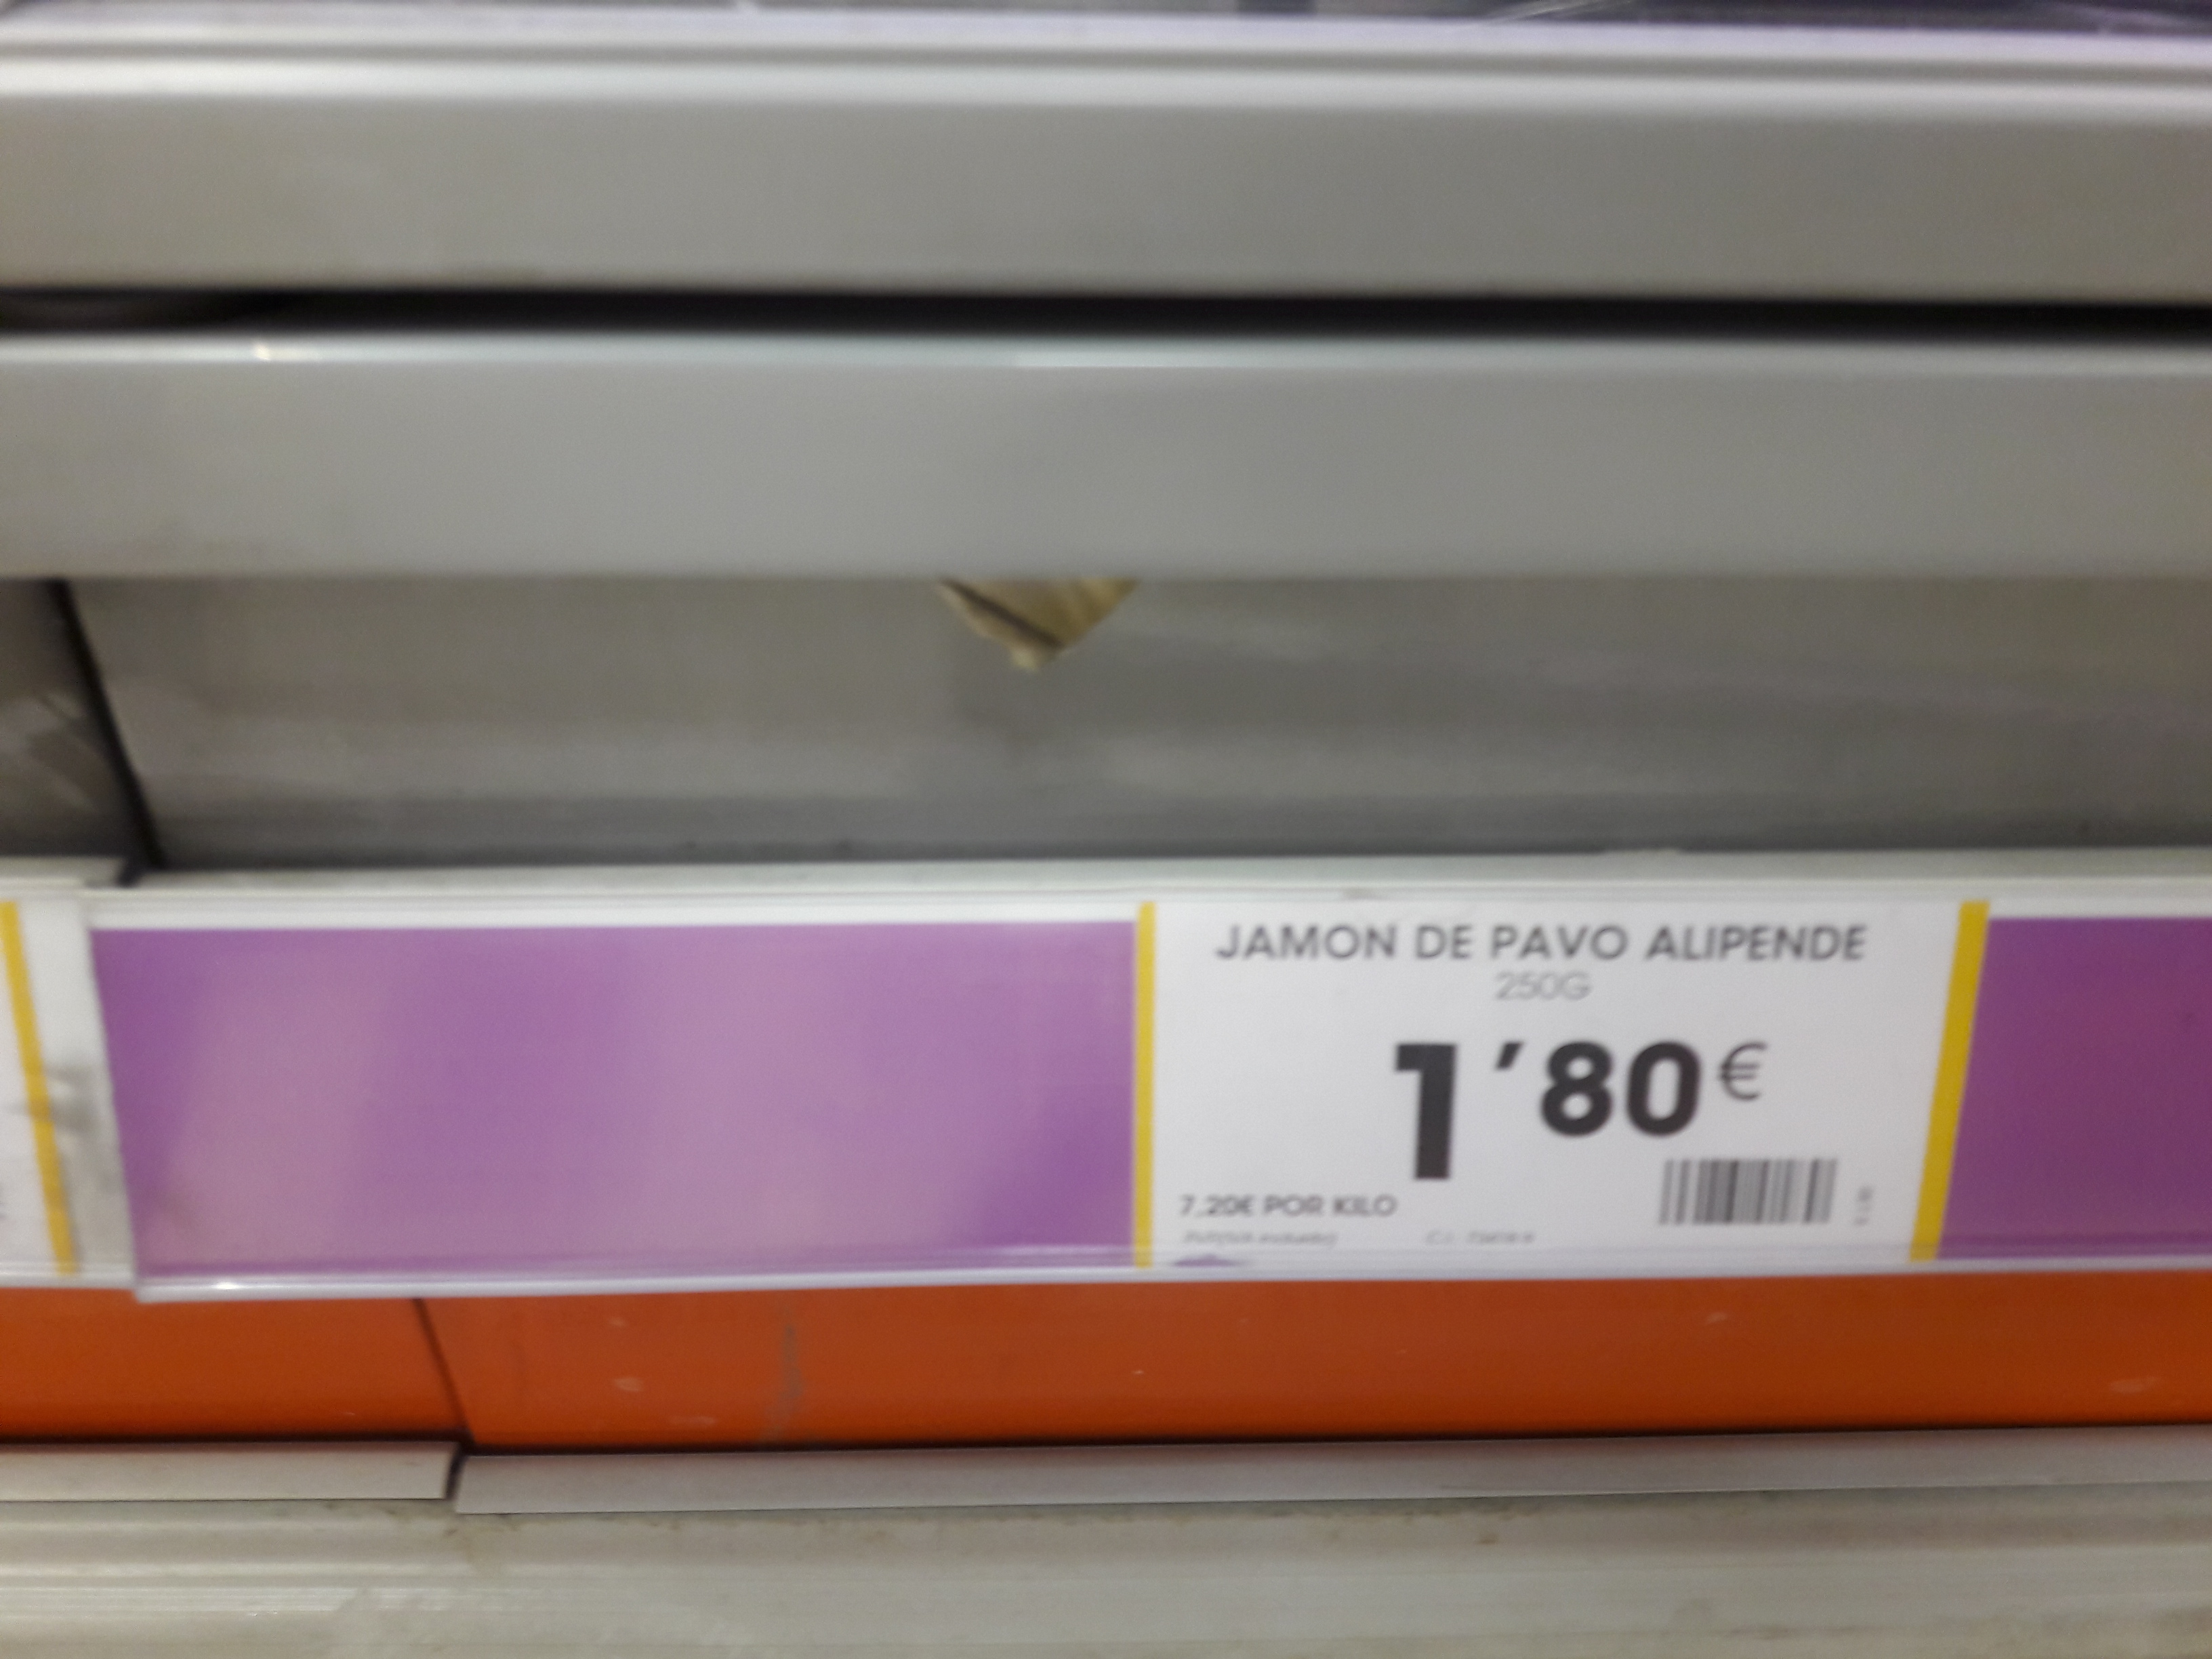 JAMON DE PAVO ALIPENDE
250G
1'80€
7,20€ POR KILO